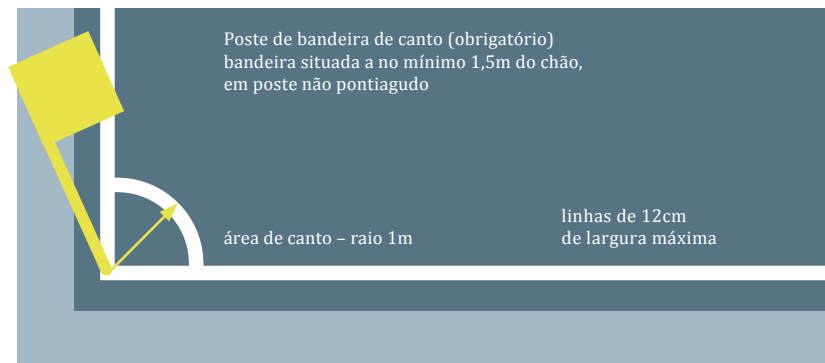 Poste de bandeira de canto (obrigatório)
bandeira situada a no mínimo 1,5m do chão,
em poste não pontiagudo
área de canto – raio 1m
linhas de 12cm
de largura máxima